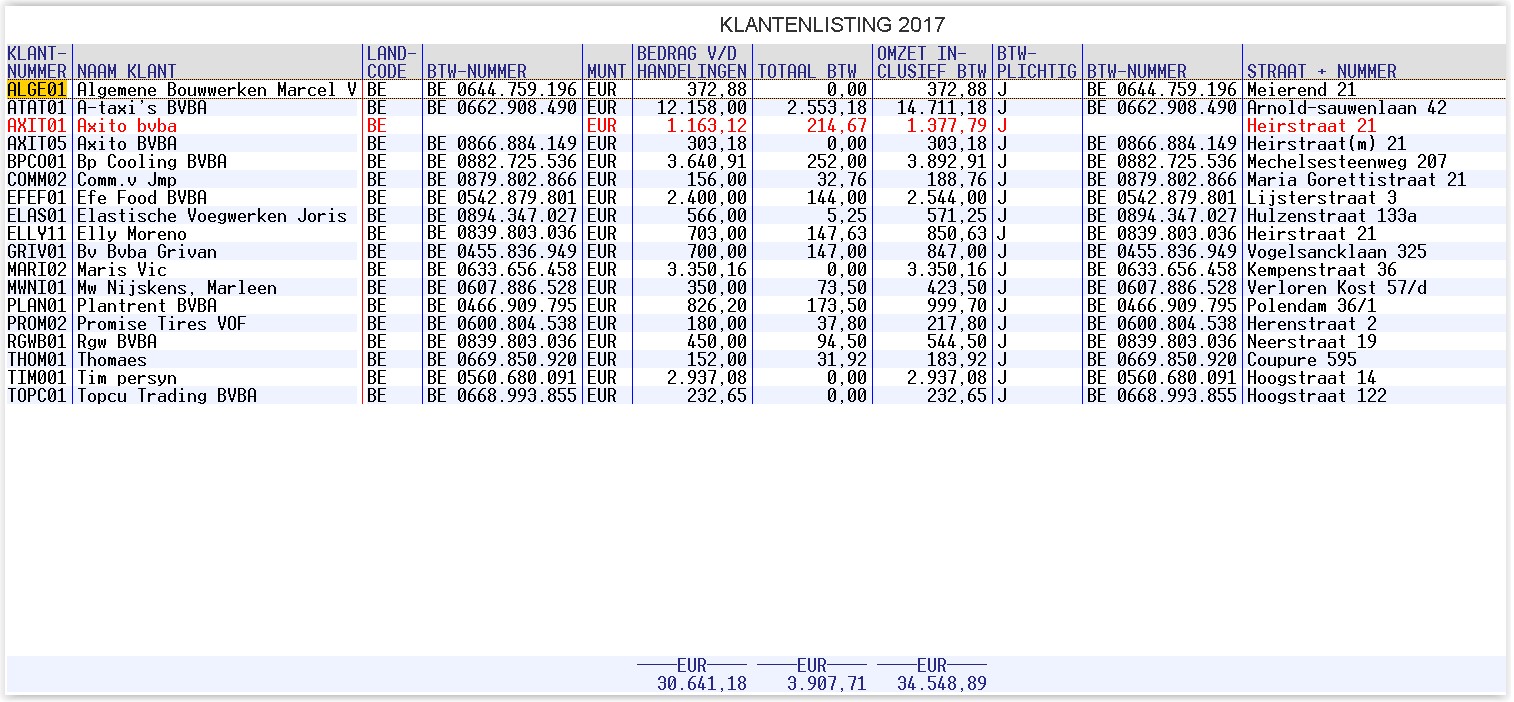 KLANTENLISTING 2017
KLANT- LAND- BEDRAG V/D OMZET IN- BTW-
NUMMER NAAM KLANT CODE BTW-NUMMER MUNT HANDELINGEN TOTAAL BTW CLUSIEF BTW PLICHTIG BTW-NUMMER STRAAT + NUMMER
ALGE01 Algemene Bouwwerken Marcel V BE BE 0644.759.196 EUR 372,88 0,00 372,88 J BE 0644.759.196 Meierend 21
ATAT01 A-taxi's BVBA BE BE 0662.908.490 EUR 12.158,00 2.553,18 14.711,18 J BE 0662.908.490 Arnold-sauwenlaan 42
AXIT01 Axito bvba BE EUR 1.163,12 214,67 1.377,79 J Heirstraat 21
AXIT05 Axito BVBA BE BE 0866.884.149 EUR 303,18 0,00 303,18 J BE 0866.884.149 Heirstraat(m) 21
BPCO01 Bp Cooling BVBA BE BE 0882.725.536 EUR 3.640,91 252,00 3.892,91 J BE 0882.725.536 Mechelsesteenweg 207
COMM02 Comm.v Jmp BE BE 0879.802.866 EUR 156,00 32,76 188,76 J BE 0879.802.866 Maria Gorettistraat 21
EFEF01 Efe Food BVBA BE BE 0542.879.801 EUR 2.400,00 144,00 2.544,00 J BE 0542.879.801 Lijsterstraat 3
ELAS01 Elastische Voegwerken Joris BE BE 0894.347.027 EUR 566,00 5,25 571,25 J BE 0894.347.027 Hulzenstraat 133a
ELLY11 Elly Moreno BE BE 0839.803.036 EUR 703,00 147,63 850,63 J BE 0839.803.036 Heirstraat 21
GRIV01 Bv Bvba Grivan BE BE 0455.836.949 EUR 700,00 147,00 847,00 J BE 0455.836.949 Vogelsancklaan 325
MARI02 Maris Vic BE BE 0633.656.458 EUR 3.350,16 0,00 3.350,16 J BE 0633.656.458 Kempenstraat 36
MWNI01 Mw Nijskens, Marleen BE BE 0607.886.528 EUR 350,00 73,50 423,50 J BE 0607.886.528 Verloren Kost 57/d
PLAN01 Plantrent BVBA BE BE 0466.909.795 EUR 826,20 173,50 999,70 J BE 0466.909.795 Polendam 36/1
PROM02 Promise Tires VOF BE BE 0600.804.538 EUR 180,00 37,80 217,80 J BE 0600.804.538 Herenstraat 2
RGWB01 Rgw BVBA BE BE 0839.803.036 EUR 450,00 94,50 544,50 J BE 0839.803.036 Neerstraat 19
THOM01 Thomaes BE BE 0669.850.920 EUR 152,00 31,92 183,92 J BE 0669.850.920 Coupure 595
TIM001 Tim persyn BE BE 0560.680.091 EUR 2.937,08 0,00 2.937,08 J BE 0560.680.091 Hoogstraat 14
TOPC01 Topcu Trading BVBA BE BE 0668.993.855 EUR 232,65 0,00 232,65 J BE 0668.993.855 Hoogstraat 122
EUR EUR EUR
30.641,18 3.907,71 34.548,89